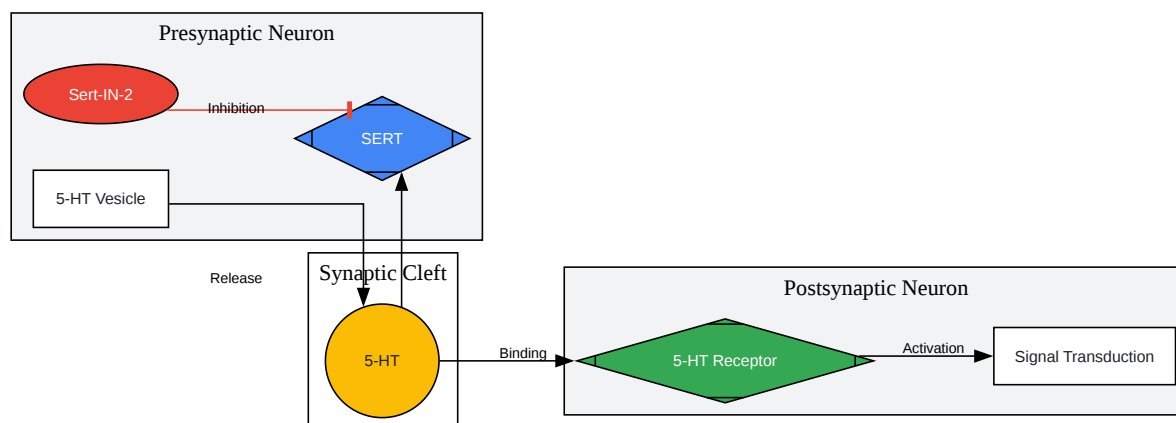 Presynaptic Neuron
Sert-IN-2
Inhibition
SERT
5-HT Vesicle
Release
Synaptic Cleft
5-HT
Binding
Postsynaptic Neuron
5-HT Receptor
Activation
Signal Transduction